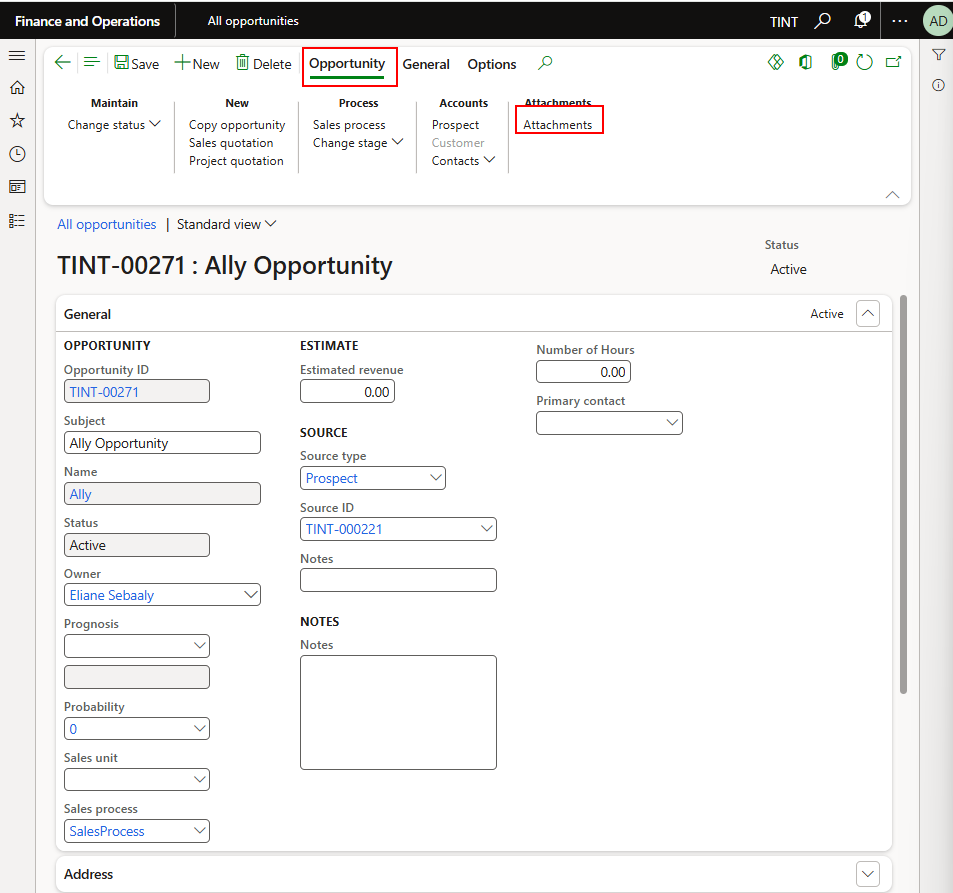 Finance and Operations
All opportunities
TINT
1
AD
Save
New
Delete
Opportunity
General
Options
0
Maintain
New
Process
Accounts
Attachments
Change status
Copy opportunity
Sales process
Prospect
Attachments
Sales quotation
Change stage
Customer
Project quotation
Contacts
All opportunities | Standard view
Status
TINT-00271 : Ally Opportunity
Active
General
Active
OPPORTUNITY
Opportunity ID
TINT-00271
Subject
Ally Opportunity
Name
Ally
Status
Active
Owner
Eliane Sebaaly
Prognosis
Probability
0
Sales unit
Sales process
SalesProcess
ESTIMATE
Estimated revenue
0.00
SOURCE
Source type
Prospect
Source ID
TINT-000221
Notes
NOTES
Notes
Number of Hours
0.00
Primary contact
Address